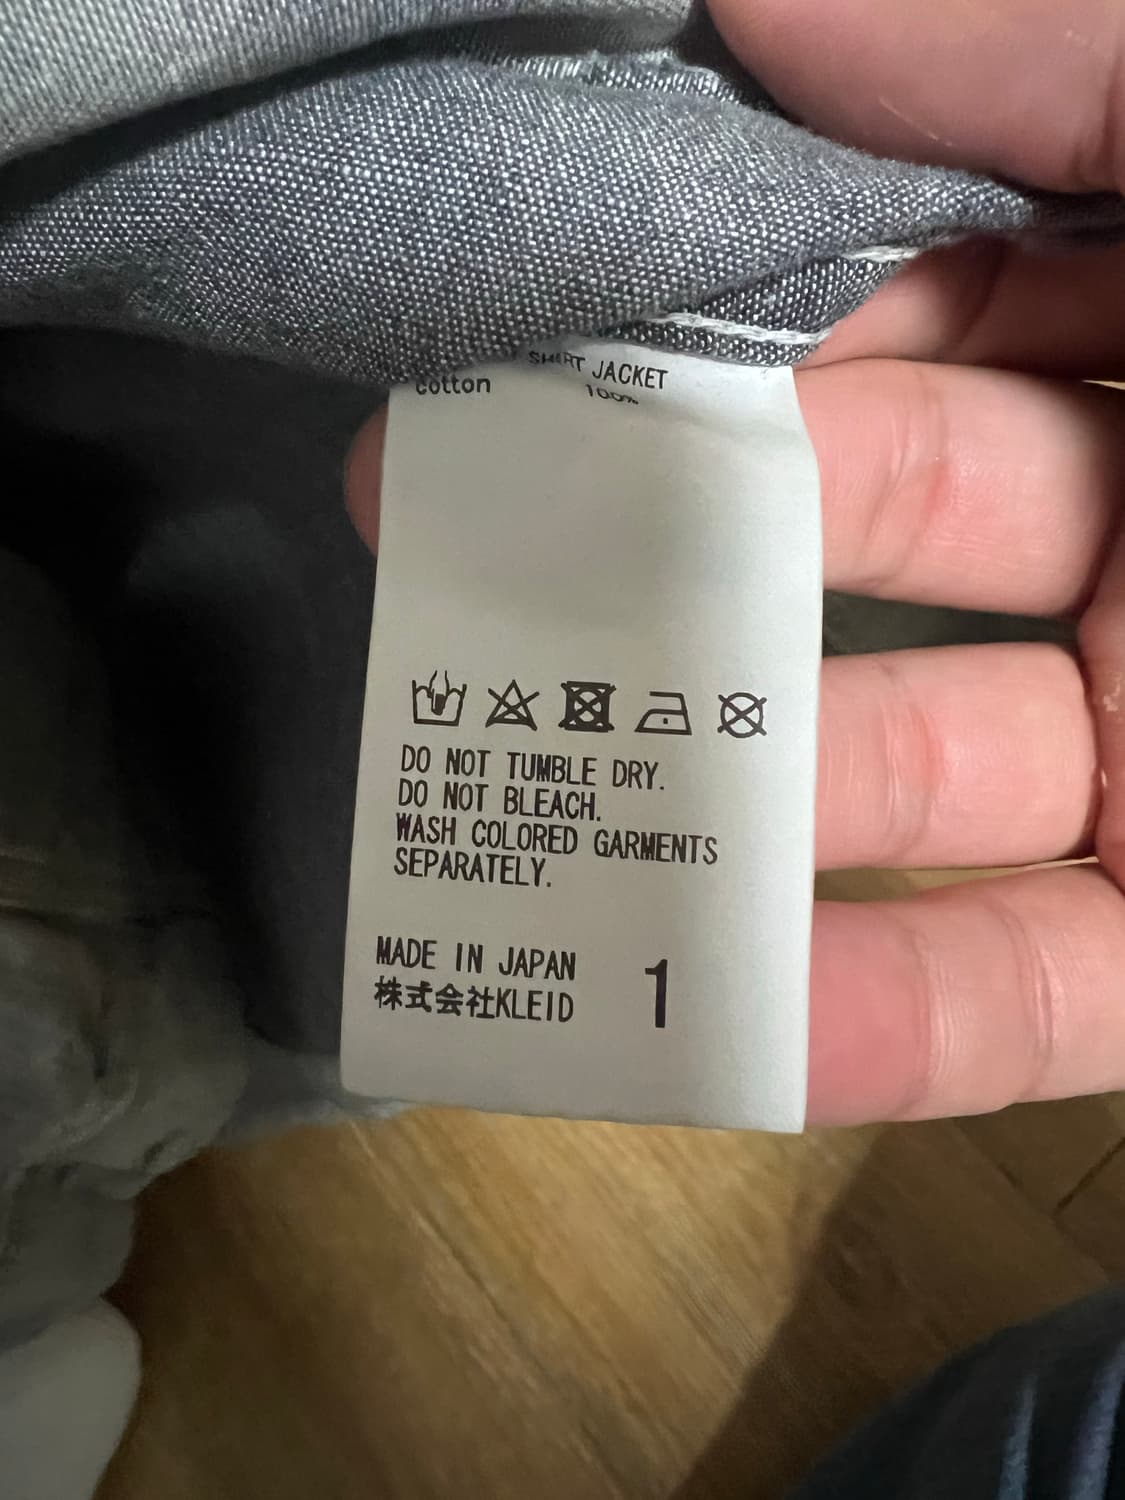 SHIRT JACKET
cotton 100%
DO NOT TUMBLE DRY.
DO NOT BLEACH.
WASH COLORED GARMENTS
SEPARATELY.
MADE IN JAPAN
株式会社KLEID
1